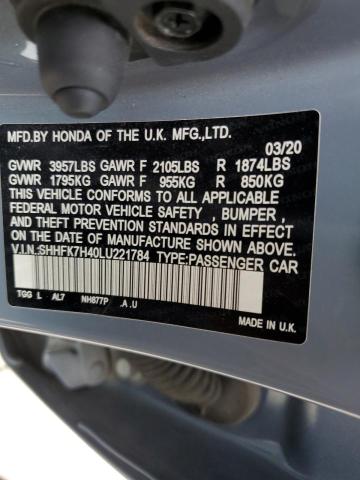 MFD.BY HONDA OF THE U.K. MFG.,LTD.
03/20
GVWR 3957LBS GAWR F 2105LBS R 1874LBS
GVWR 1795KG GAWR F 955KG R 850KG
THIS VEHICLE CONFORMS TO ALL APPLICABLE
FEDERAL MOTOR VEHICLE SAFETY , BUMPER ,
AND THEFT PREVENTION STANDARDS IN EFFECT
ON THE DATE OF MANUFACTURE SHOWN ABOVE.
V.I.N.:SHHFK7H40LU221784 TYPE:PASSENGER CAR
TGG L AL7 NH877P .A .U
MADE IN U.K.